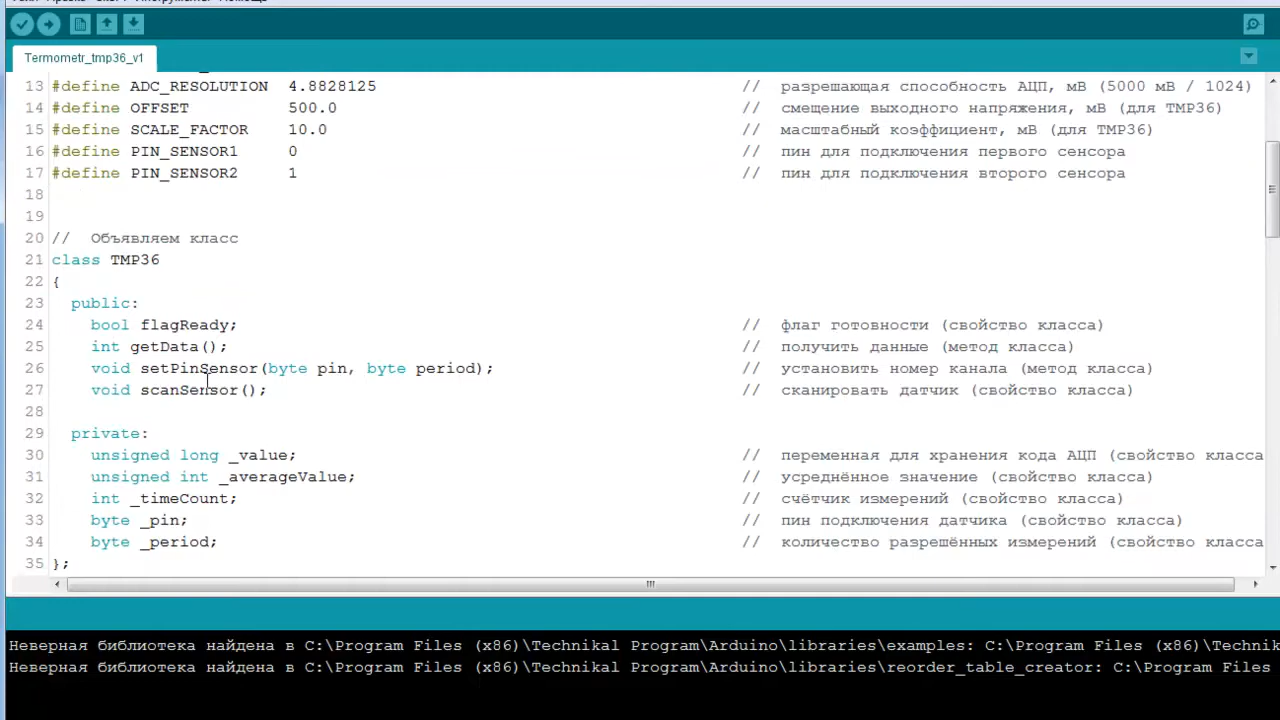 Termometr_tmp36_v1
13 #define ADC_RESOLUTION 4.8828125 // разрешающая способность АЦП, мВ (5000 мВ / 1024)
14 #define OFFSET 500.0 // смещение выходного напряжения, мВ (для TMP36)
15 #define SCALE_FACTOR 10.0 // масштабный коэффициент, мВ (для TMP36)
16 #define PIN_SENSOR1 0 // пин для подключения первого сенсора
17 #define PIN_SENSOR2 1 // пин для подключения второго сенсора
18
19
20 // Объявляем класс
21 class TMP36
22 {
23 public:
24 bool flagReady; // флаг готовности (свойство класса)
25 int getData(); // получить данные (метод класса)
26 void setPinSensor(byte pin, byte period); // установить номер канала (метод класса)
27 void scanSensor(); // сканировать датчик (свойство класса)
28
29 private:
30 unsigned long _value; // переменная для хранения кода АЦП (свойство класса
31 unsigned int _averageValue; // усреднённое значение (свойство класса)
32 int _timeCount; // счётчик измерений (свойство класса)
33 byte _pin; // пин подключения датчика (свойство класса)
34 byte _period; // количество разрешённых измерений (свойство класса
35 };
Неверная библиотека найдена в C:\Program Files (x86)\Technikal Program\Arduino\libraries\examples: C:\Program Files (x86)\Technik
Неверная библиотека найдена в C:\Program Files (x86)\Technikal Program\Arduino\libraries\reorder_table_creator: C:\Program Files